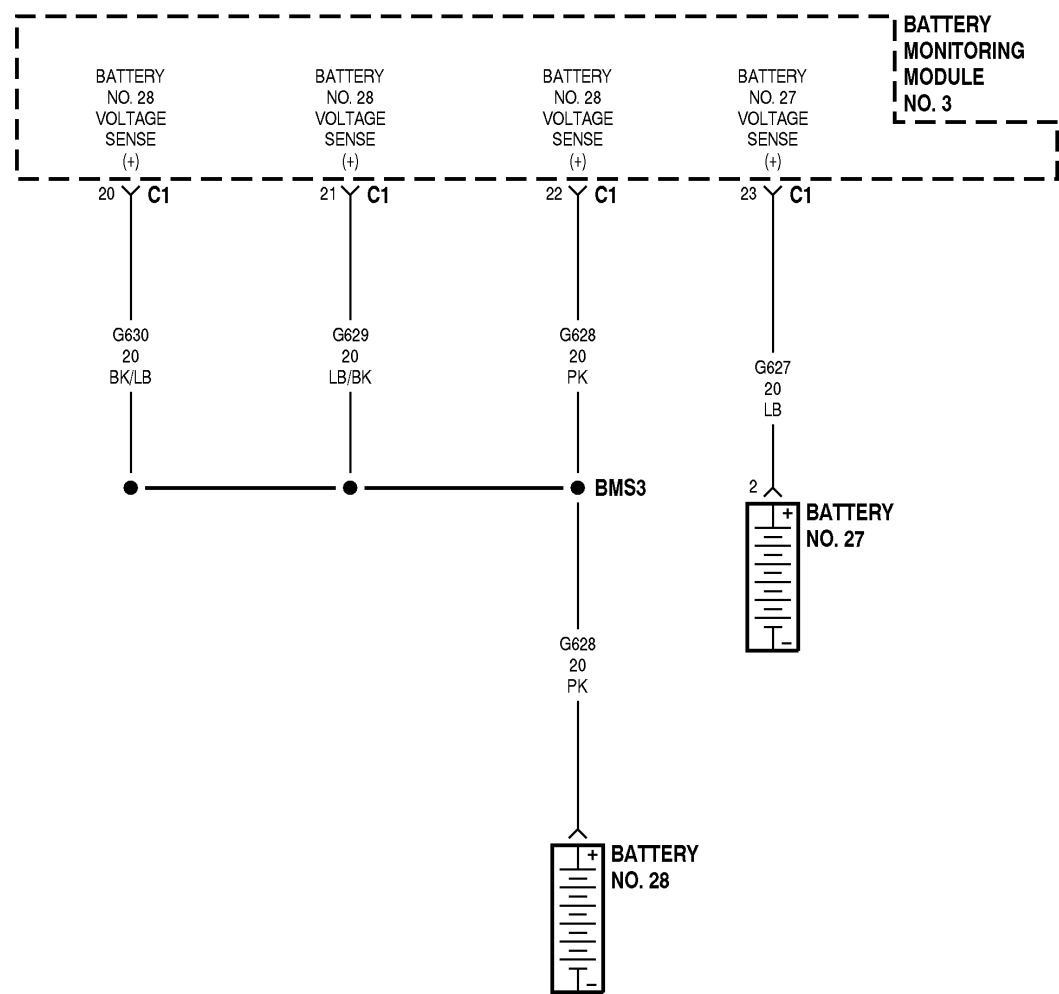 BATTERY
MONITORING
MODULE
NO. 3
BATTERY
NO. 28
VOLTAGE
SENSE
(+)
BATTERY
NO. 28
VOLTAGE
SENSE
(+)
BATTERY
NO. 28
VOLTAGE
SENSE
(+)
BATTERY
NO. 27
VOLTAGE
SENSE
(+)
20 C1
21 C1
22 C1
23 C1
G630
20
BK/LB
G629
20
LB/BK
G628
20
PK
G627
20
LB
BMS3
2
+
BATTERY
NO. 27
−
G628
20
PK
+
BATTERY
NO. 28
−